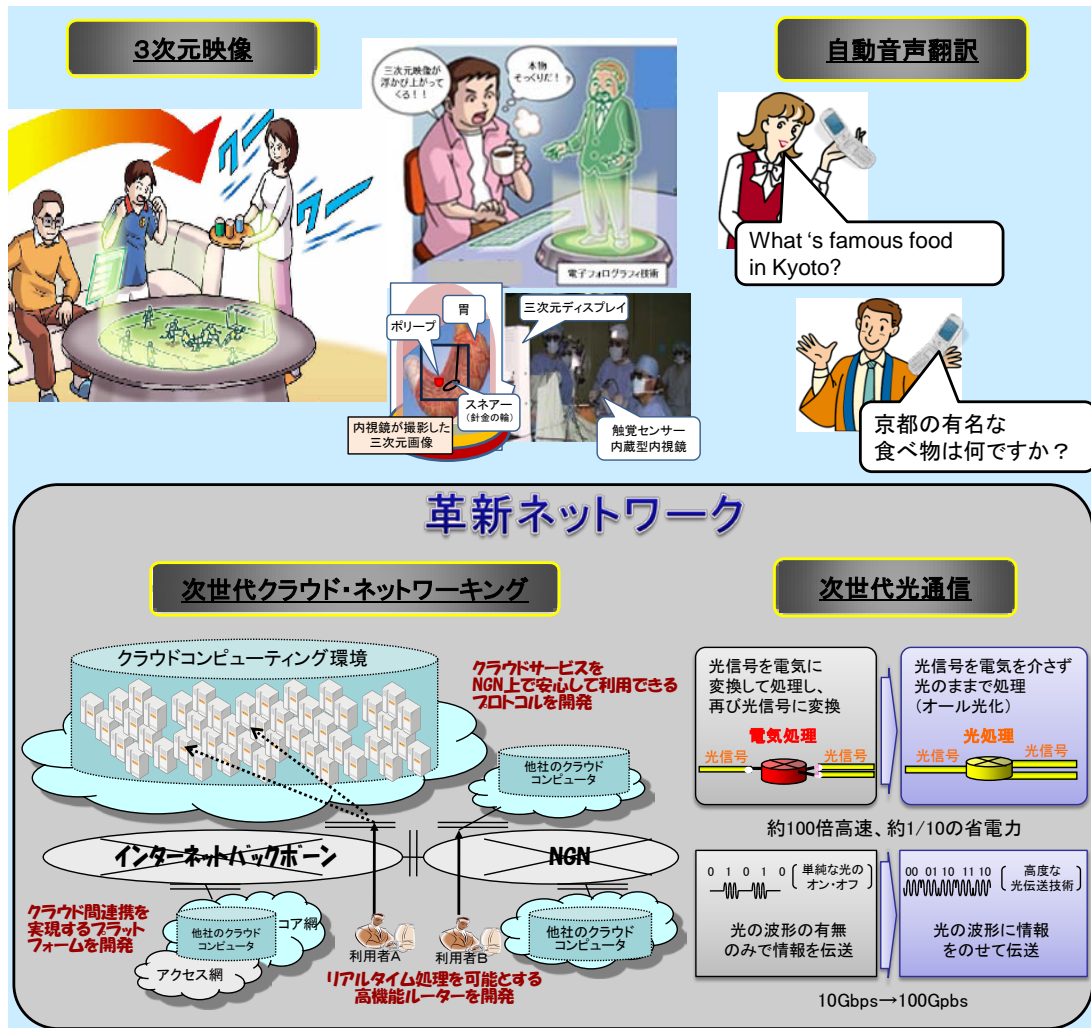 ３次元映像
三次元映像が
浮かび上がって
くる！！
本物
そっくりだ！？
クー
ワー
電子フォログラフィ技術
胃
ポリープ
スネアー
（針金の輪）
内視鏡が撮影した
三次元画像
三次元ディスプレイ
触覚センサー
内蔵型内視鏡
自動音声翻訳
What ‘s famous food
in Kyoto?
京都の有名な
食べ物は何ですか？
革新ネットワーク
次世代クラウド・ネットワーキング
クラウドコンピューティング環境
クラウドサービスを
NGN上で安心して利用できる
プロトコルを開発
他社のクラウド
コンピュータ
インターネットバックボーン
NGN
クラウド間連携を
実現するプラット
フォームを開発
他社のクラウド
コンピュータ
コア網
アクセス網
利用者A
利用者B
他社のクラウド
コンピュータ
リアルタイム処理を可能とする
高機能ルーターを開発
次世代光通信
光信号を電気に
変換して処理し、
再び光信号に変換
電気処理
光信号
光信号
光信号を電気を介さず
光のままで処理
（オール光化）
光処理
光信号
光信号
約100倍高速、約1/10の省電力
0 1 0 1 0
単純な光の
オン・オフ
光の波形の有無
のみで情報を伝送
00 01 10 11 10
高度な
光伝送技術
光の波形に情報
をのせて伝送
10Gbps→100Gpbs